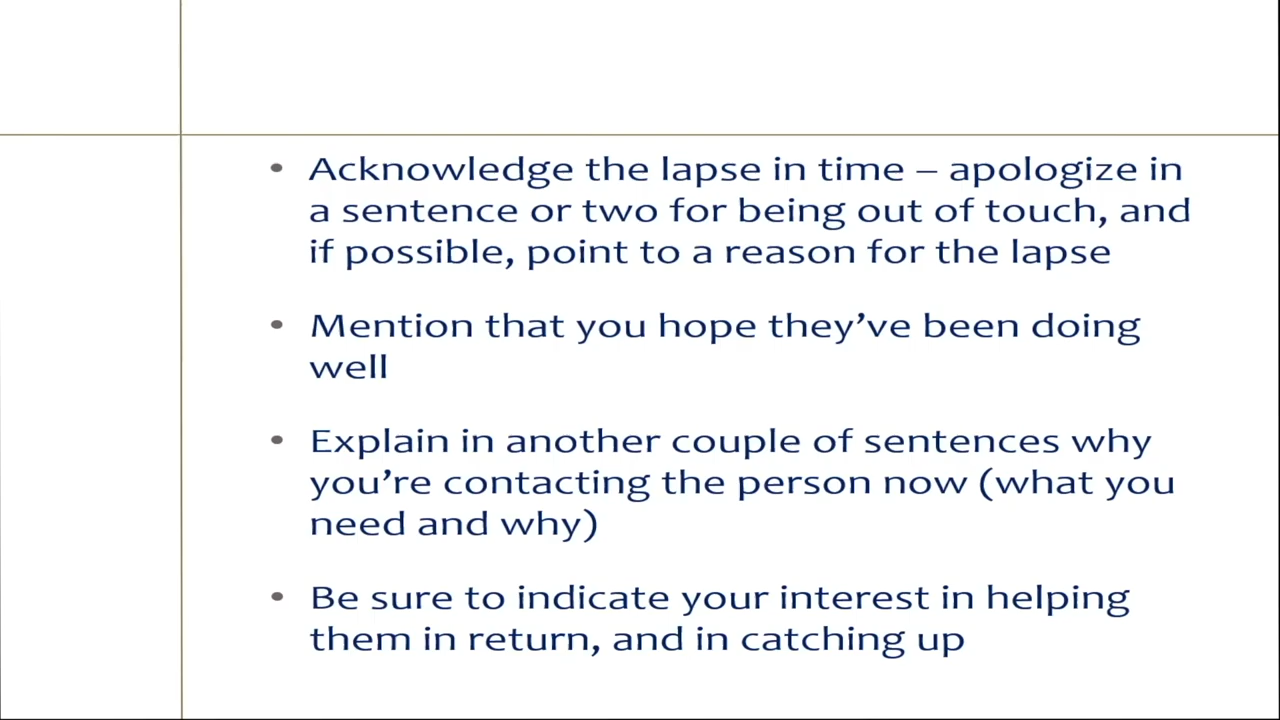 • Acknowledge the lapse in time – apologize in
a sentence or two for being out of touch, and
if possible, point to a reason for the lapse
• Mention that you hope they’ve been doing
well
• Explain in another couple of sentences why
you’re contacting the person now (what you
need and why)
• Be sure to indicate your interest in helping
them in return, and in catching up